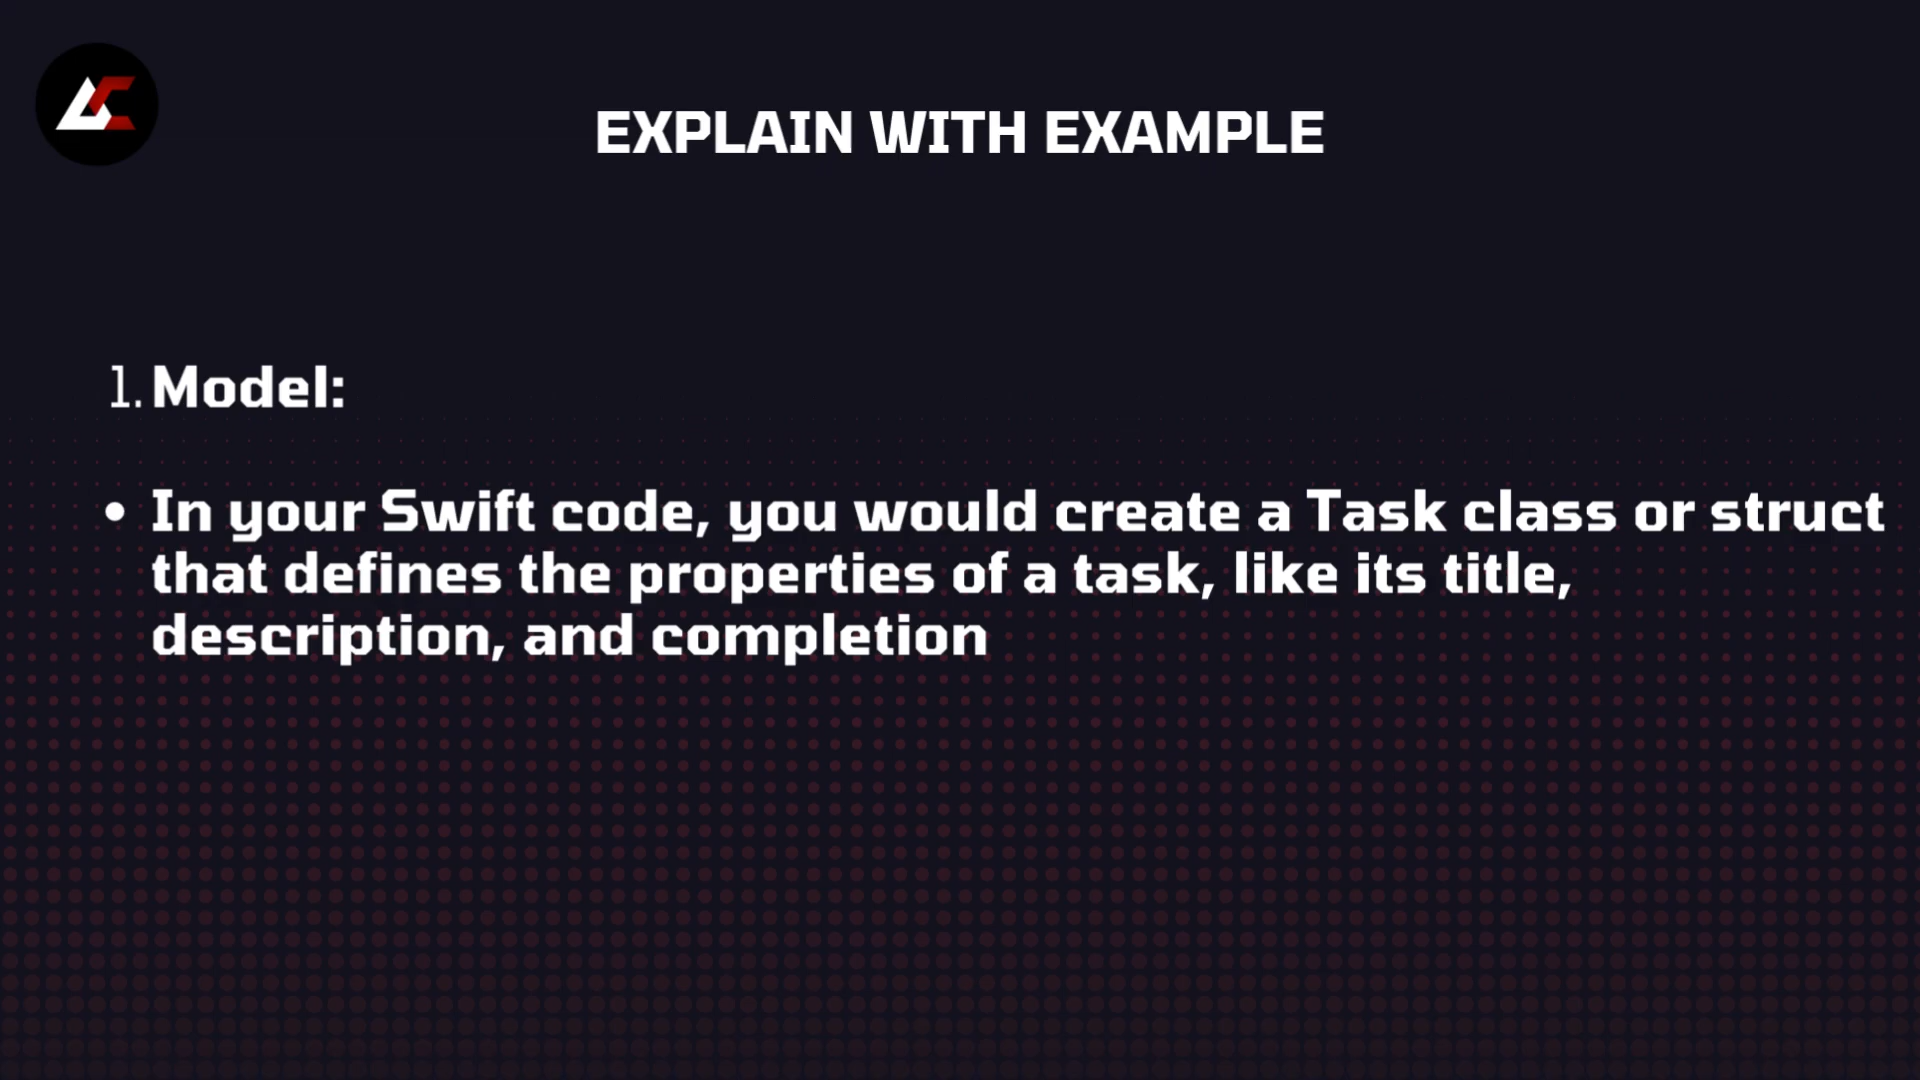 EXPLAIN WITH EXAMPLE
1. Model:
• In your Swift code, you would create a Task class or struct
that defines the properties of a task, like its title,
description, and completion